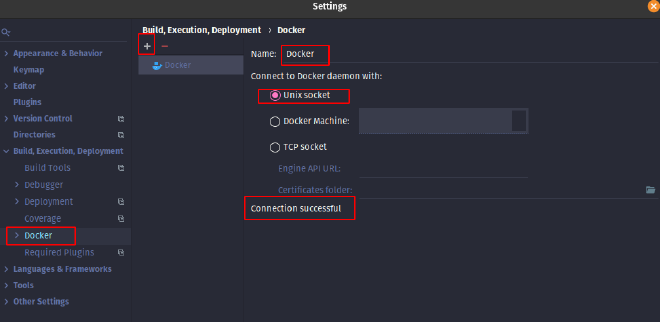 Settings
Build, Execution, Deployment › Docker
Appearance & Behavior
Keymap
Editor
Plugins
Version Control
Directories
Build, Execution, Deployment
Build Tools
Debugger
Deployment
Coverage
Docker
Required Plugins
Languages & Frameworks
Tools
Other Settings
Docker
Name: Docker
Connect to Docker daemon with:
Unix socket
Docker Machine:
TCP socket
Engine API URL:
Certificates folder:
Connection successful